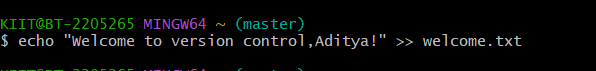 KIIT@BT-2205265 MINGW64 ~ (master)
$ echo "Welcome to version control,Aditya!" >> welcome.txt